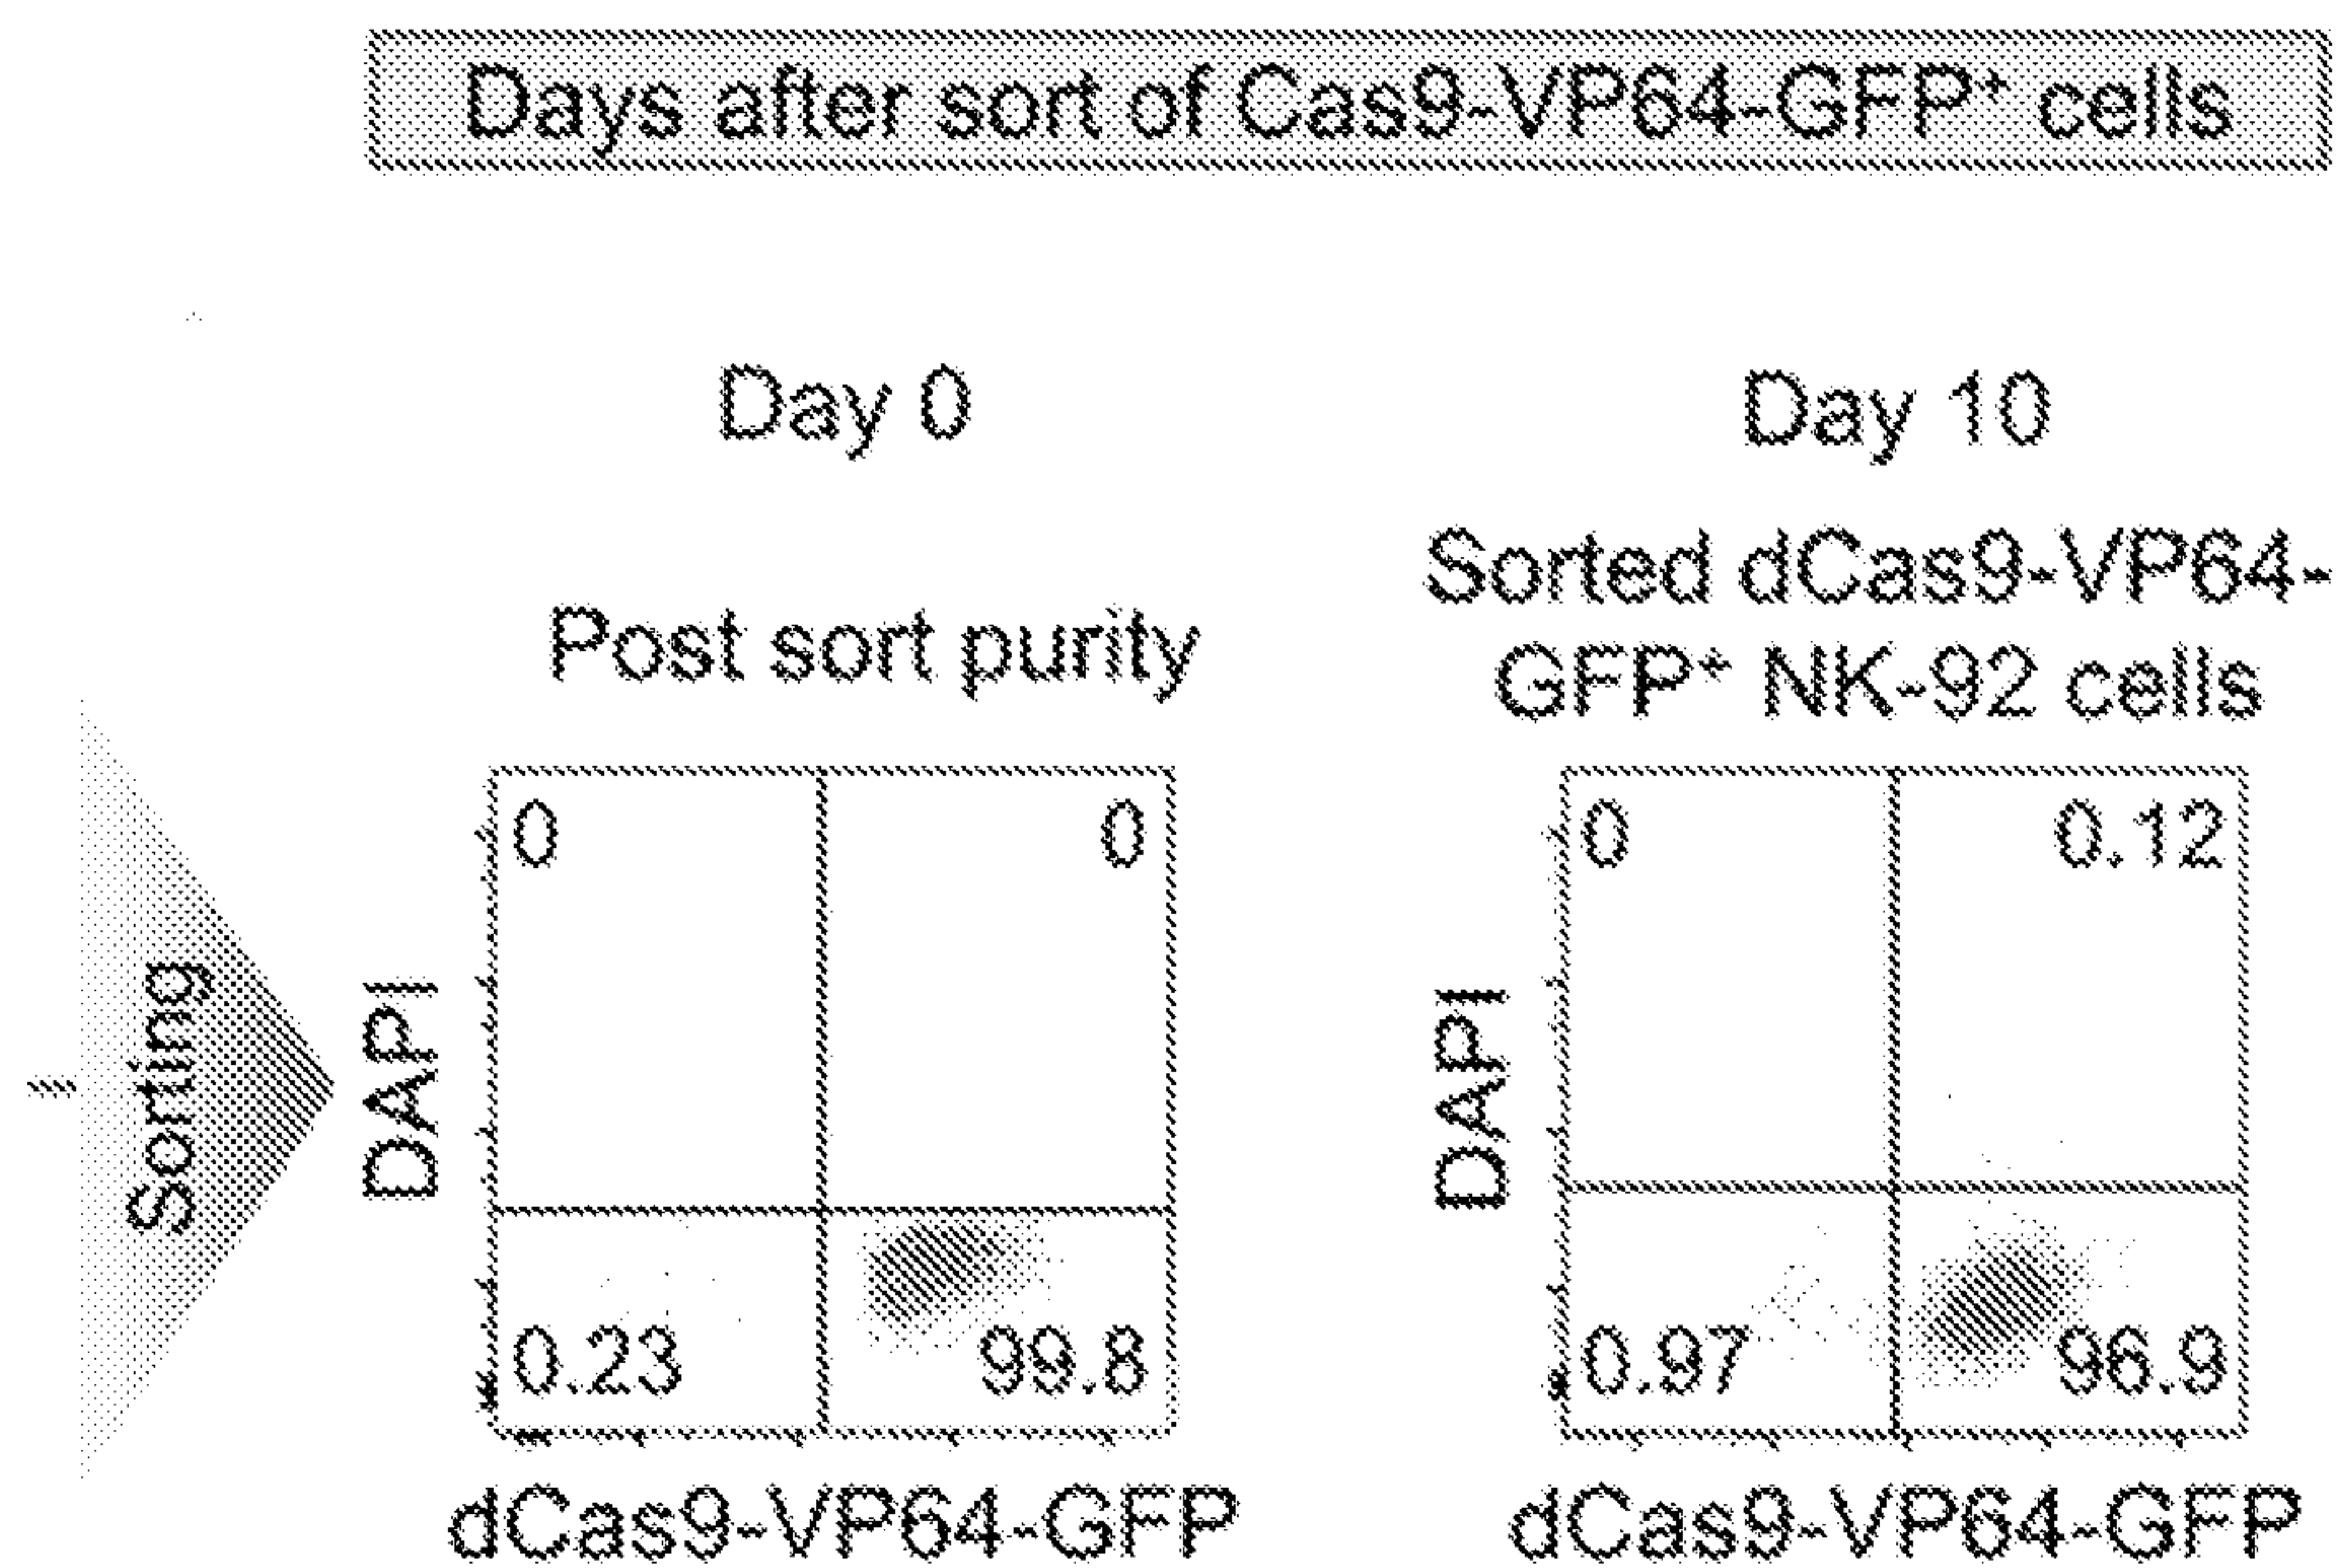 Days after sort of Cas9-VP64-GFP⁺ cells
Day 0
Day 10
Post sort purity
Sorted dCas9-VP64-
GFP⁺ NK-92 cells
Sorting
DAPI
0
0
0.23
99.8
dCas9-VP64-GFP
DAPI
0
0.12
0.97
96.9
dCas9-VP64-GFP